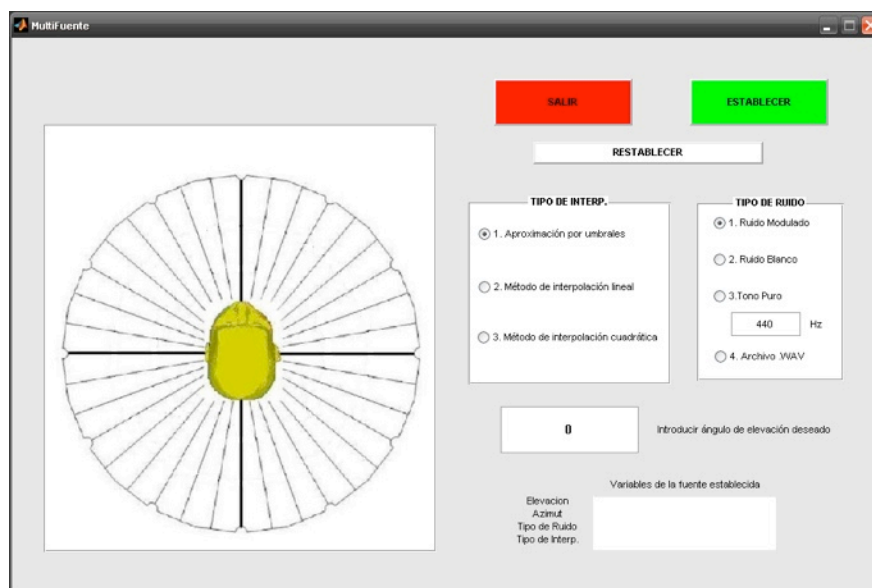 MultiFuente
SALIR
ESTABLECER
RESTABLECER
TIPO DE INTERP.
1. Aproximación por umbrales
2. Método de interpolación lineal
3. Método de interpolación cuadrática
TIPO DE RUIDO
1. Ruido Modulado
2. Ruido Blanco
3.Tono Puro
440 Hz
4. Archivo .WAV
0 Introducir ángulo de elevación deseado
Variables de la fuente establecida
Elevacion
Azimut
Tipo de Ruido
Tipo de Interp.